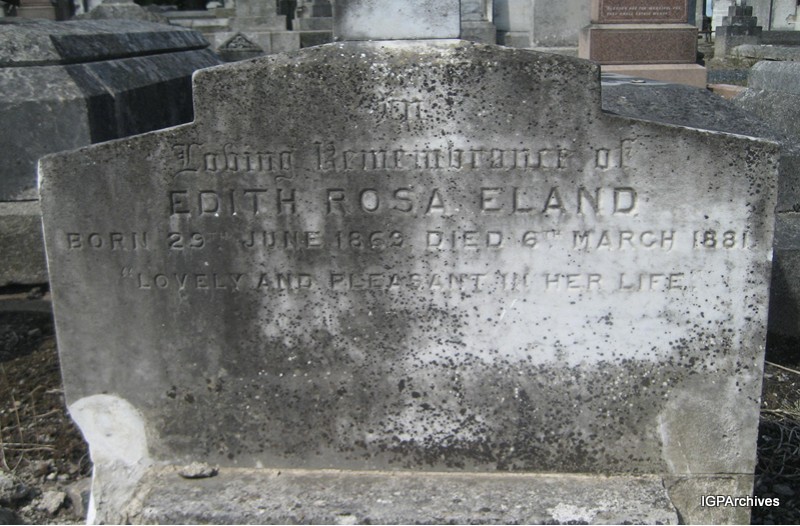 In
Loving Remembrance of
EDITH ROSA ELAND
BORN 29TH JUNE 1869 DIED 6TH MARCH 1881.
"LOVELY AND PLEASANT IN HER LIFE."
IGPArchives